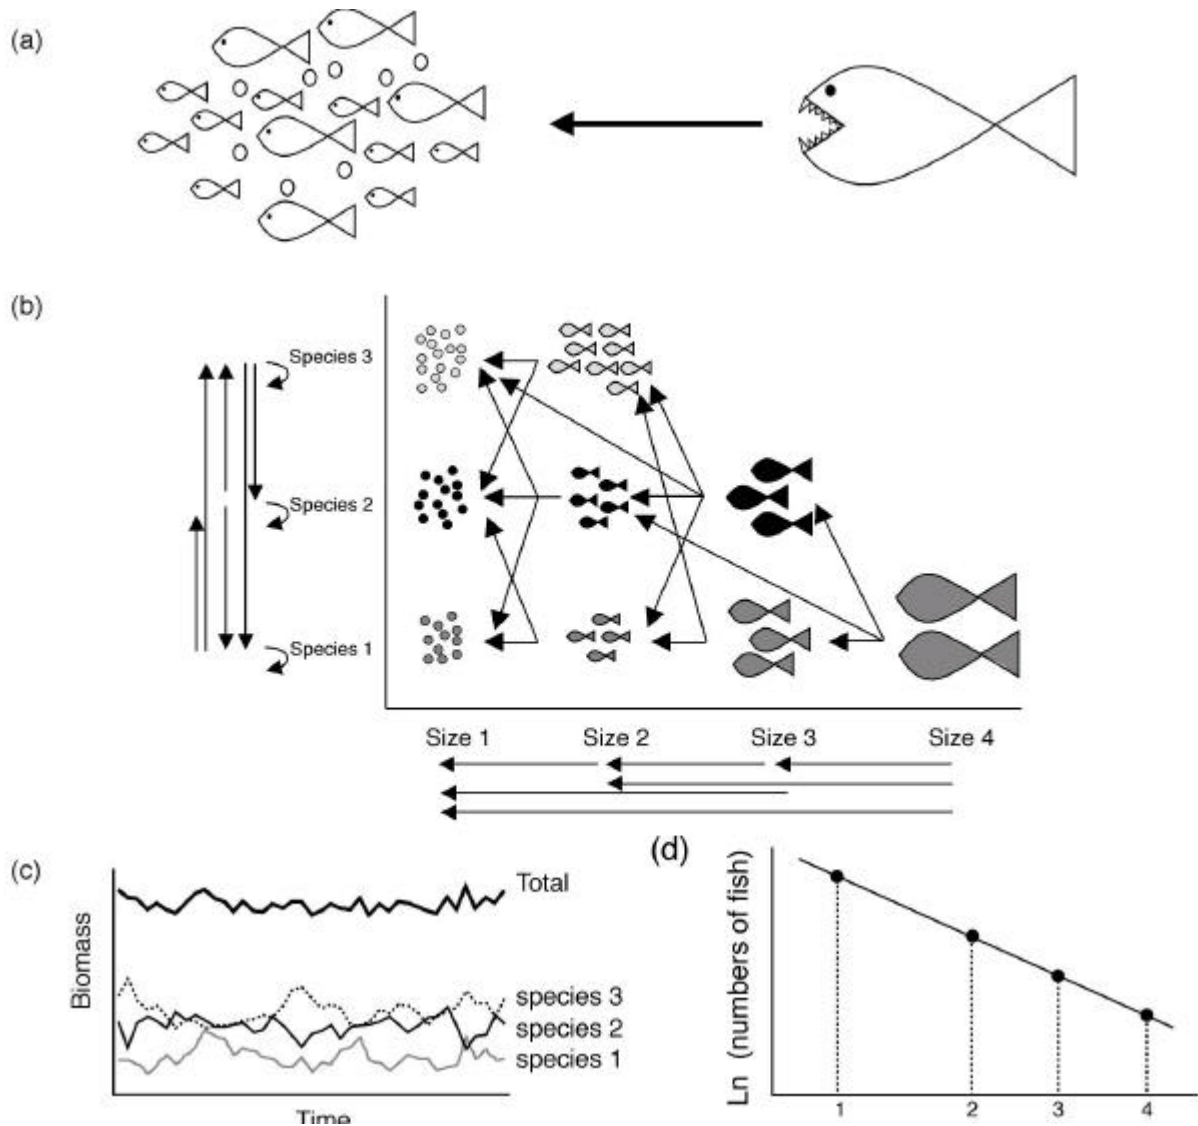 (a)
(b)
Species 3
Species 2
Species 1
Size 1 Size 2 Size 3 Size 4
(c)
Biomass
Total
species 3
species 2
species 1
Time
(d)
Ln (numbers of fish)
1 2 3 4